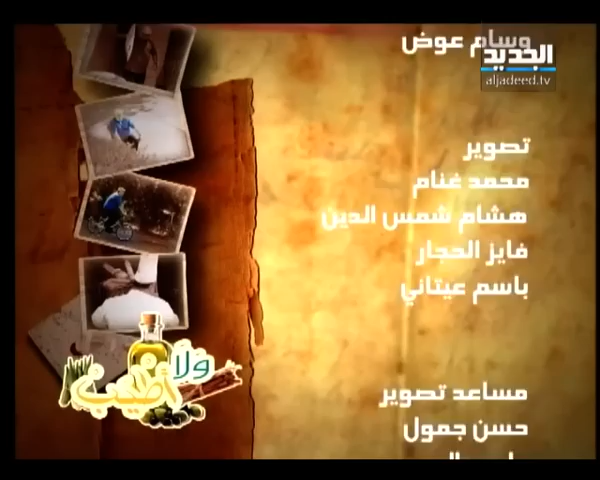 وسام عوض
الجديد
aljadeed.tv
تصوير
محمد غنام
هشام شمس الدين
فايز الحجار
باسم عيتاني
ولا أطيب
مساعد تصوير
حسن جمول